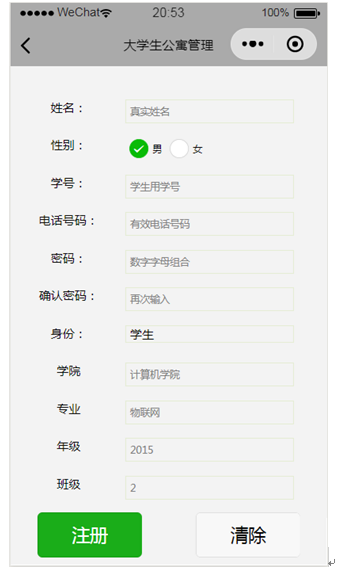 WeChat 20:53 100%
大学生公寓管理
姓名： 真实姓名
性别： 男 女
学号： 学生用学号
电话号码： 有效电话号码
密码： 数字字母组合
确认密码： 再次输入
身份： 学生
学院 计算机学院
专业 物联网
年级 2015
班级 2
注册 清除